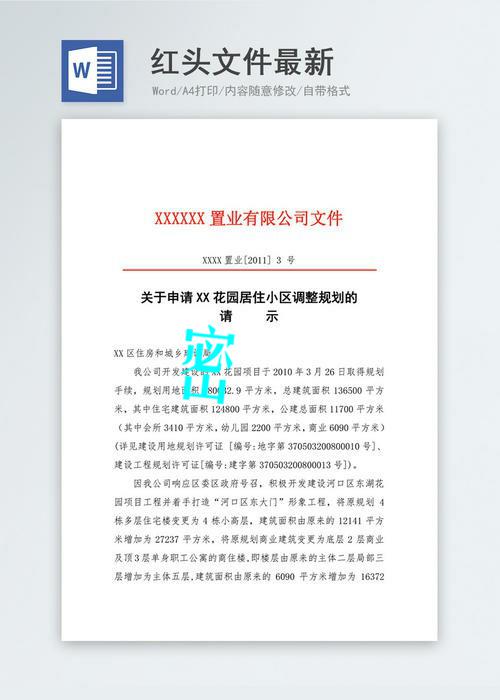 W
红头文件最新
Word/A4打印/内容随意修改/自带格式
XXXXXX 置业有限公司文件
XXXX 置业[2011] 3 号
关于申请 XX 花园居住小区调整规划的
请 示
密
XX 区住房和城乡
我公司开发建设的 XX 花园项目于 2010 年 3 月 26 日取得规划
手续，规划用地面积 2.9 平方米，总建筑面积 136500 平方
米，其中住宅建筑面积 124800 平方米，公建总面积 11700 平方米
（其中会所 3410 平方米，幼儿园 2200 平方米，商业 6090 平方米）
(详见建设用地规划许可证 [编号:地字第 370503200800010 号]、
建设工程规划许可证[编号:建字第 370503200800013 号])。
因我公司响应区委区政府号召，积极开发建设河口区东湖花
园项目工程并着手打造“河口区东大门”形象工程，将原规划 4
栋多层住宅楼变更为 4 栋小高层，建筑面积由原来的 12141 平方
米增加为 27237 平方米，将原规划商业建筑变更为底层 2 层商业
及顶 3 层单身职工公寓的商住楼,即楼层由原来的主体二层局部三
层增加为主体五层,建筑面积由原来的 6090 平方米增加为 16372